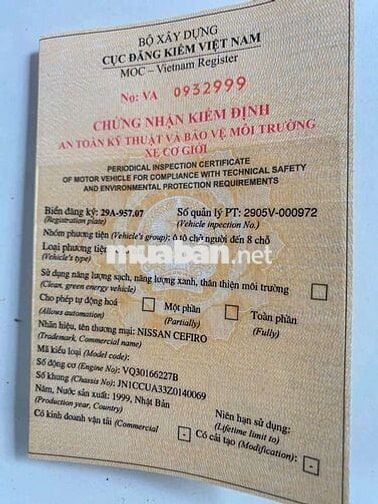 BỘ XÂY DỰNG
CỤC ĐĂNG KIỂM VIỆT NAM
MOC – Vietnam Register
No: VA 0932999
CHỨNG NHẬN KIỂM ĐỊNH
AN TOÀN KỸ THUẬT VÀ BẢO VỆ MÔI TRƯỜNG
XE CƠ GIỚI
PERIODICAL INSPECTION CERTIFICATE
OF MOTOR VEHICLE FOR COMPLIANCE WITH TECHNICAL SAFETY
AND ENVIRONMENTAL PROTECTION REQUIREMENTS
Biển đăng ký: 29A-957.07 Số quản lý PT: 2905V-000972
(Registration plate) (Vehicle inspection No.)
Nhóm phương tiện (Vehicle's group): ô tô chở người đến 8 chỗ
Loại phương tiện
(Vehicle's type)
muaban.net
Sử dụng năng lượng sạch, năng lượng xanh, thân thiện môi trường
(Clean, green energy vehicle)
Cho phép tự động hoá Một phần Toàn phần
(Allows automation) (Partially) (Fully)
Nhãn hiệu, tên thương mại: NISSAN CEFIRO
(Trademark, Commercial name)
Mã kiểu loại (Model code):
Số động cơ (Engine No): VQ30166227B
Số khung (Chassis No): JN1CCUA33Z0140069
Năm, Nước sản xuất: 1999, Nhật Bản Niên hạn sử dụng:
(Production year, Country) (Lifetime limit to)
Có kinh doanh vận tải (Commercial - Có cải tạo (Modification): -